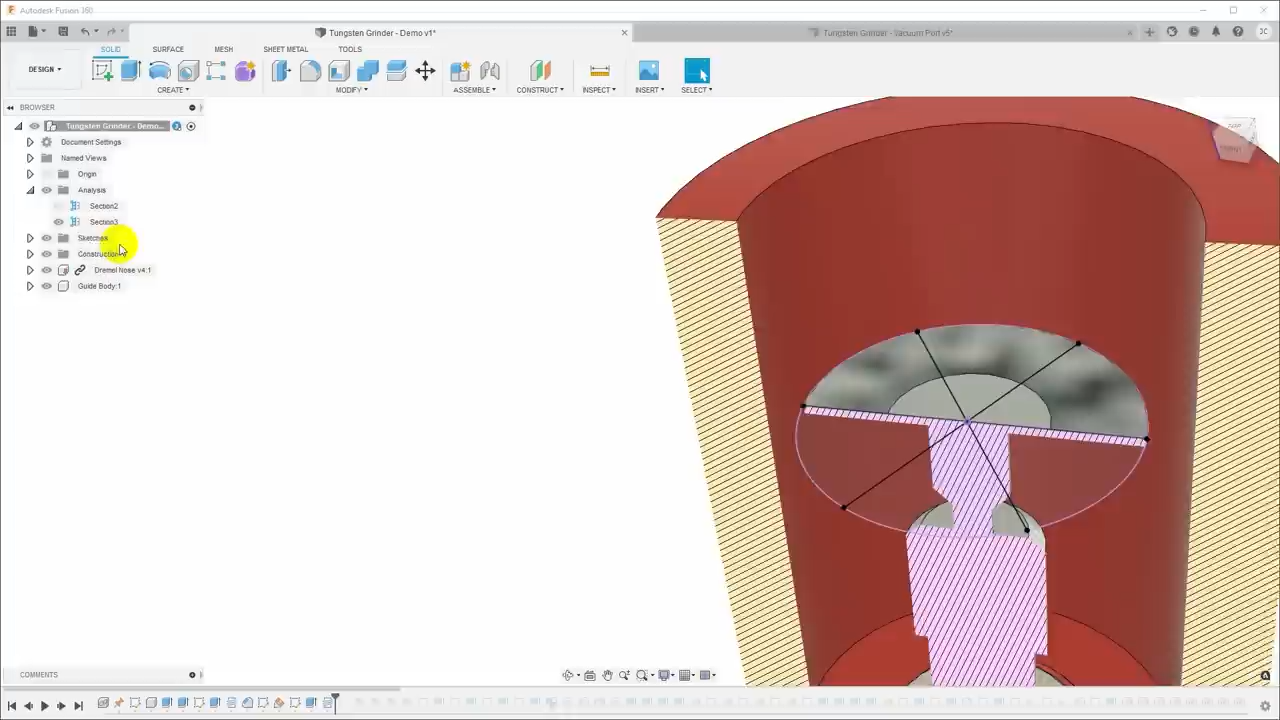 Autodesk Fusion 360
Tungsten Grinder - Demo v1*
Tungsten Grinder - Vacuum Port v5*
SOLID
SURFACE
MESH
SHEET METAL
TOOLS
DESIGN
CREATE
MODIFY
ASSEMBLE
CONSTRUCT
INSPECT
INSERT
SELECT
BROWSER
Tungsten Grinder - Demo...
Document Settings
Named Views
Origin
Analysis
Section2
Section3
Sketches
Construction
Dremel Nose v4:1
Guide Body:1
COMMENTS